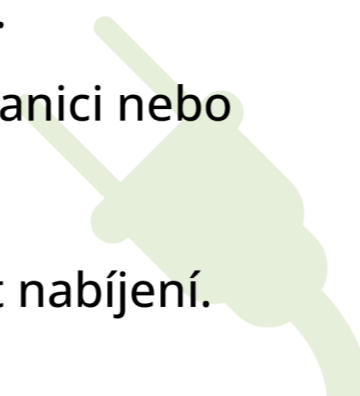 .
anici nebo
t nabíjení.